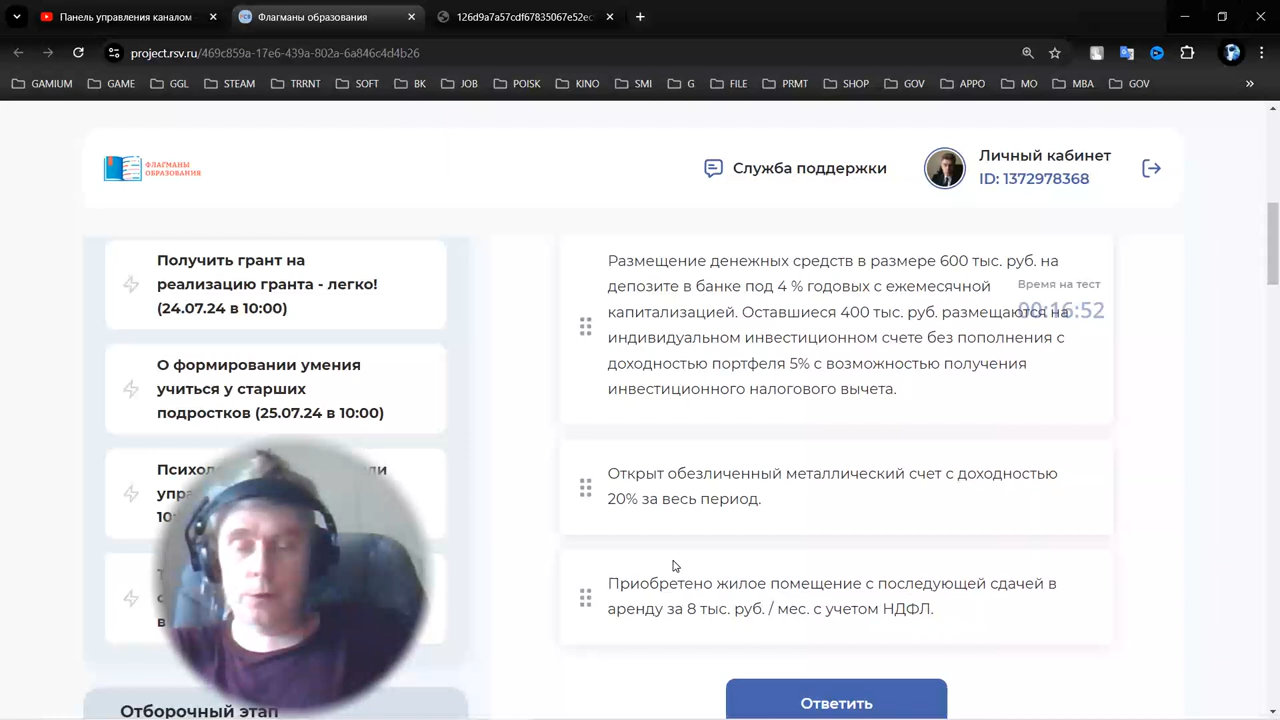 Панель управления каналом
Флагманы образования
126dc67a57cdf67835067e52ec
project.rsv.ru/469c859a-17e6-439a-802a-6a846c4d4b26
GAMIUM
GAME
GGL
STEAM
TRRNT
SOFT
BK
JOB
POISK
KINO
SMI
G
FILE
PRMT
SHOP
GOV
APPO
MO
MBA
GOV
ФЛАГМАНЫ
ОБРАЗОВАНИЯ
Служба поддержки
Личный кабинет
ID: 1372978368
Получить грант на
реализацию гранта - легко!
(24.07.24 в 10:00)
О формировании умения
учиться у старших
подростков (25.07.24 в 10:00)
Отборочный этап
Время на тест
00:16:52
Размещение денежных средств в размере 600 тыс. руб. на
депозите в банке под 4 % годовых с ежемесячной
капитализацией. Оставшиеся 400 тыс. руб. размещаются на
индивидуальном инвестиционном счете без пополнения с
доходностью портфеля 5% с возможностью получения
инвестиционного налогового вычета.
Открыт обезличенный металлический счет с доходностью
20% за весь период.
Приобретено жилое помещение с последующей сдачей в
аренду за 8 тыс. руб. / мес. с учетом НДФЛ.
Ответить